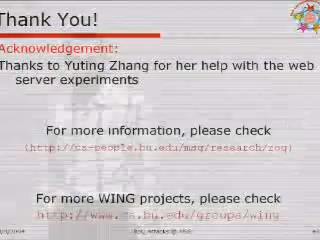 Thank You!
Acknowledgement:
Thanks to Yuting Zhang for her help with the web
server experiments
For more information, please check
(http://cs-people.bu.edu/msg/research/roq)
For more WING projects, please check
http://www.cs.bu.edu/groups/wing